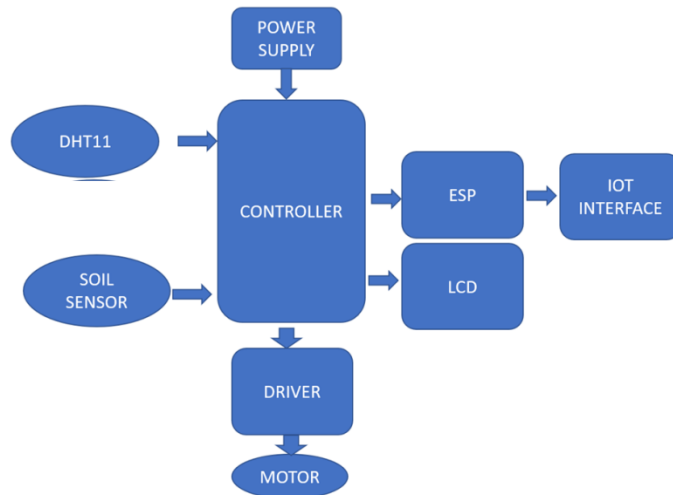 POWER
SUPPLY
DHT11
CONTROLLER
ESP
IOT
INTERFACE
SOIL
SENSOR
LCD
DRIVER
MOTOR